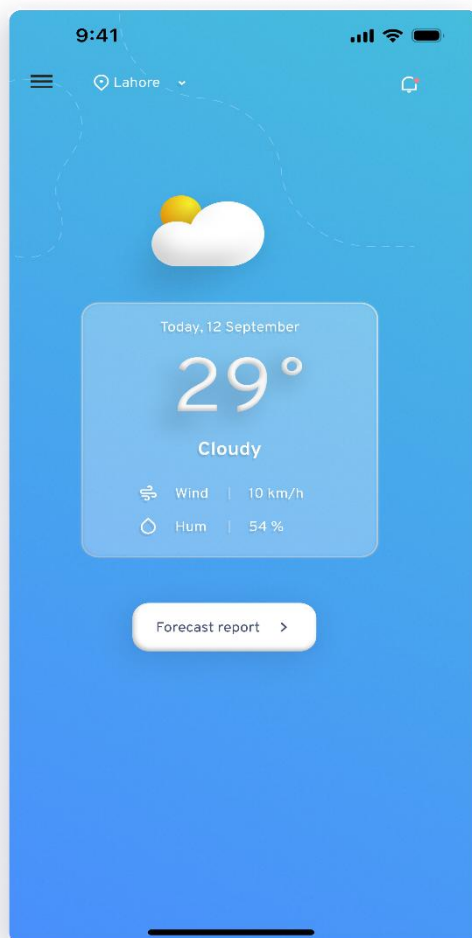 9:41
Lahore
Today, 12 September
29°
Cloudy
Wind | 10 km/h
Hum | 54 %
Forecast report >